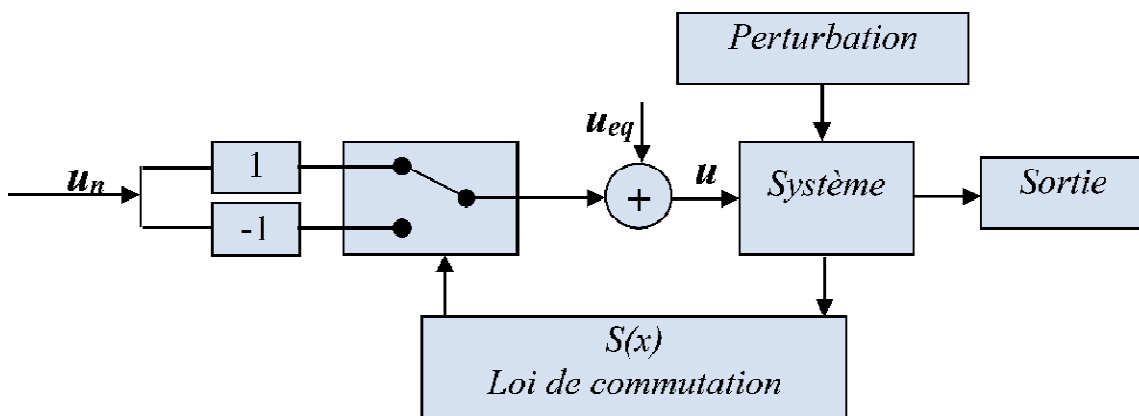 Perturbation
u_eq
u_n
1
-1
+
u
Système
Sortie
S(x)
Loi de commutation